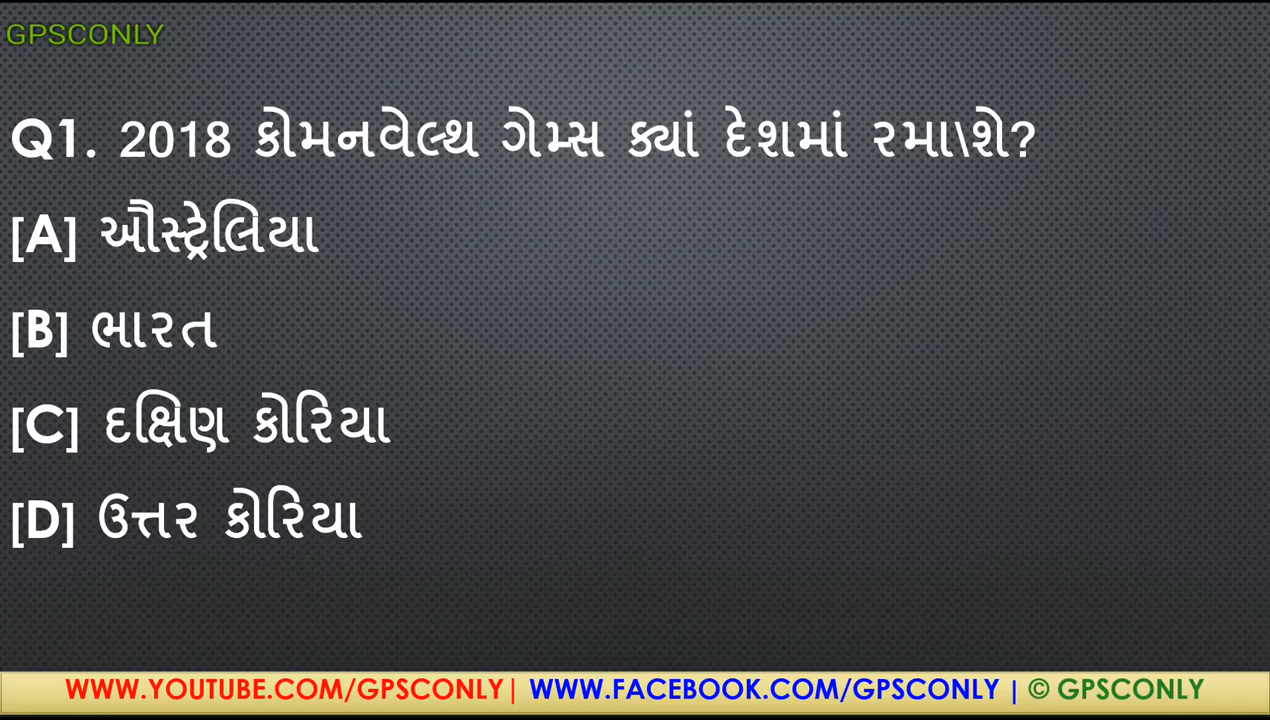 GPSCONLY
Q1. 2018 કોમનવેલ્થ ગેમ્સ ક્યાં દેશમાં રમા\શે?
[A] ઔસ્ટ્રેલિયા
[B] ભારત
[C] દક્ષિણ કોરિયા
[D] ઉત્તર કોરિયા
WWW.YOUTUBE.COM/GPSCONLY| WWW.FACEBOOK.COM/GPSCONLY | © GPSCONLY